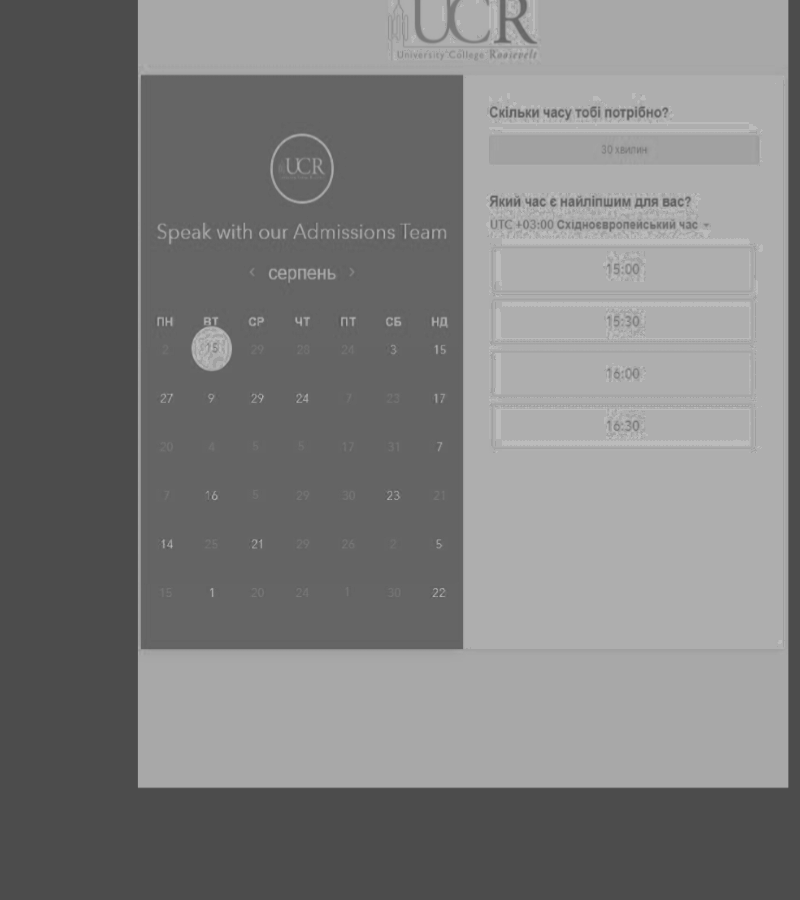 UCR
University College Roosevelt
UCR
Speak with our Admissions Team
‹ серпень ›
ПН ВТ СР ЧТ ПТ СБ НД
2 15 29 28 24 3 15
27 9 29 24 7 23 17
20 4 5 5 17 31 7
7 16 5 29 30 23 21
14 25 21 29 26 2 5
15 1 20 24 1 30 22
Скільки часу тобі потрібно?
30 хвилин
Який час є найліпшим для вас?
UTC +03:00 Східноєвропейський час
15:00
15:30
16:00
16:30